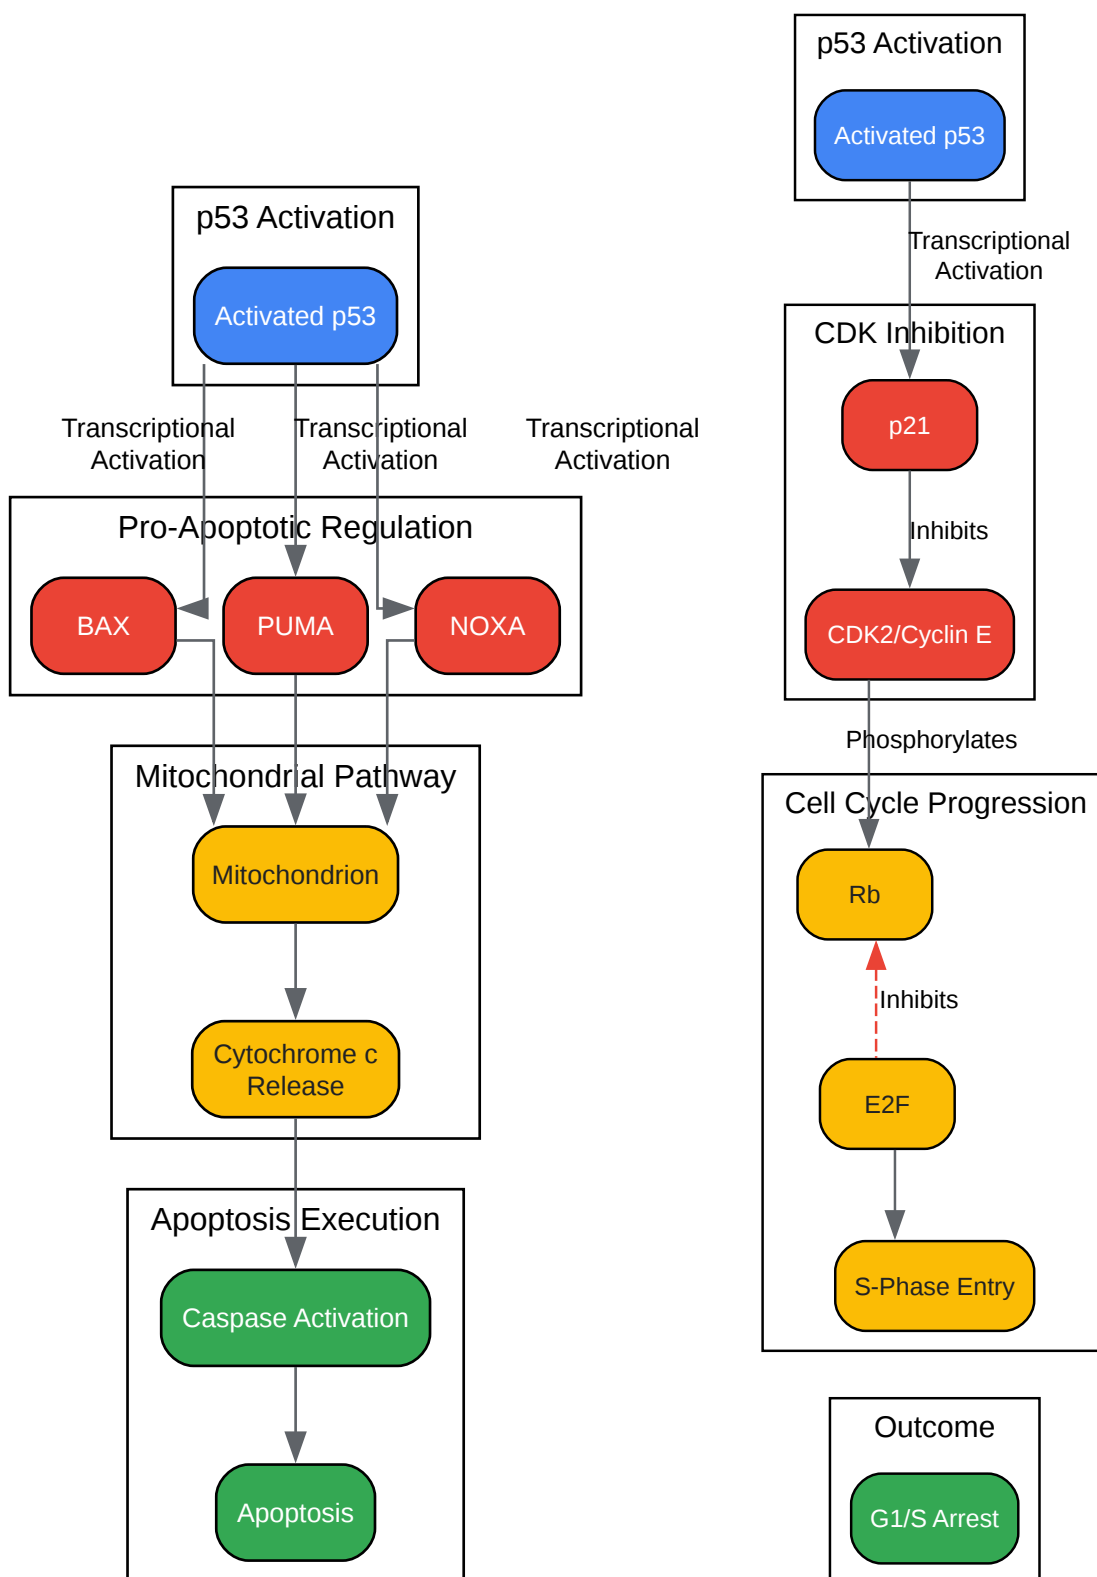 p53 Activation
Activated p53
Transcriptional
Activation
Transcriptional
Activation
Transcriptional
Activation
Pro-Apoptotic Regulation
BAX
PUMA
NOXA
Mitochondrial Pathway
Mitochondrion
Cytochrome c
Release
Apoptosis Execution
Caspase Activation
Apoptosis
p53 Activation
Activated p53
Transcriptional
Activation
CDK Inhibition
p21
Inhibits
CDK2/Cyclin E
Phosphorylates
Cell Cycle Progression
Rb
Inhibits
E2F
S-Phase Entry
Outcome
G1/S Arrest